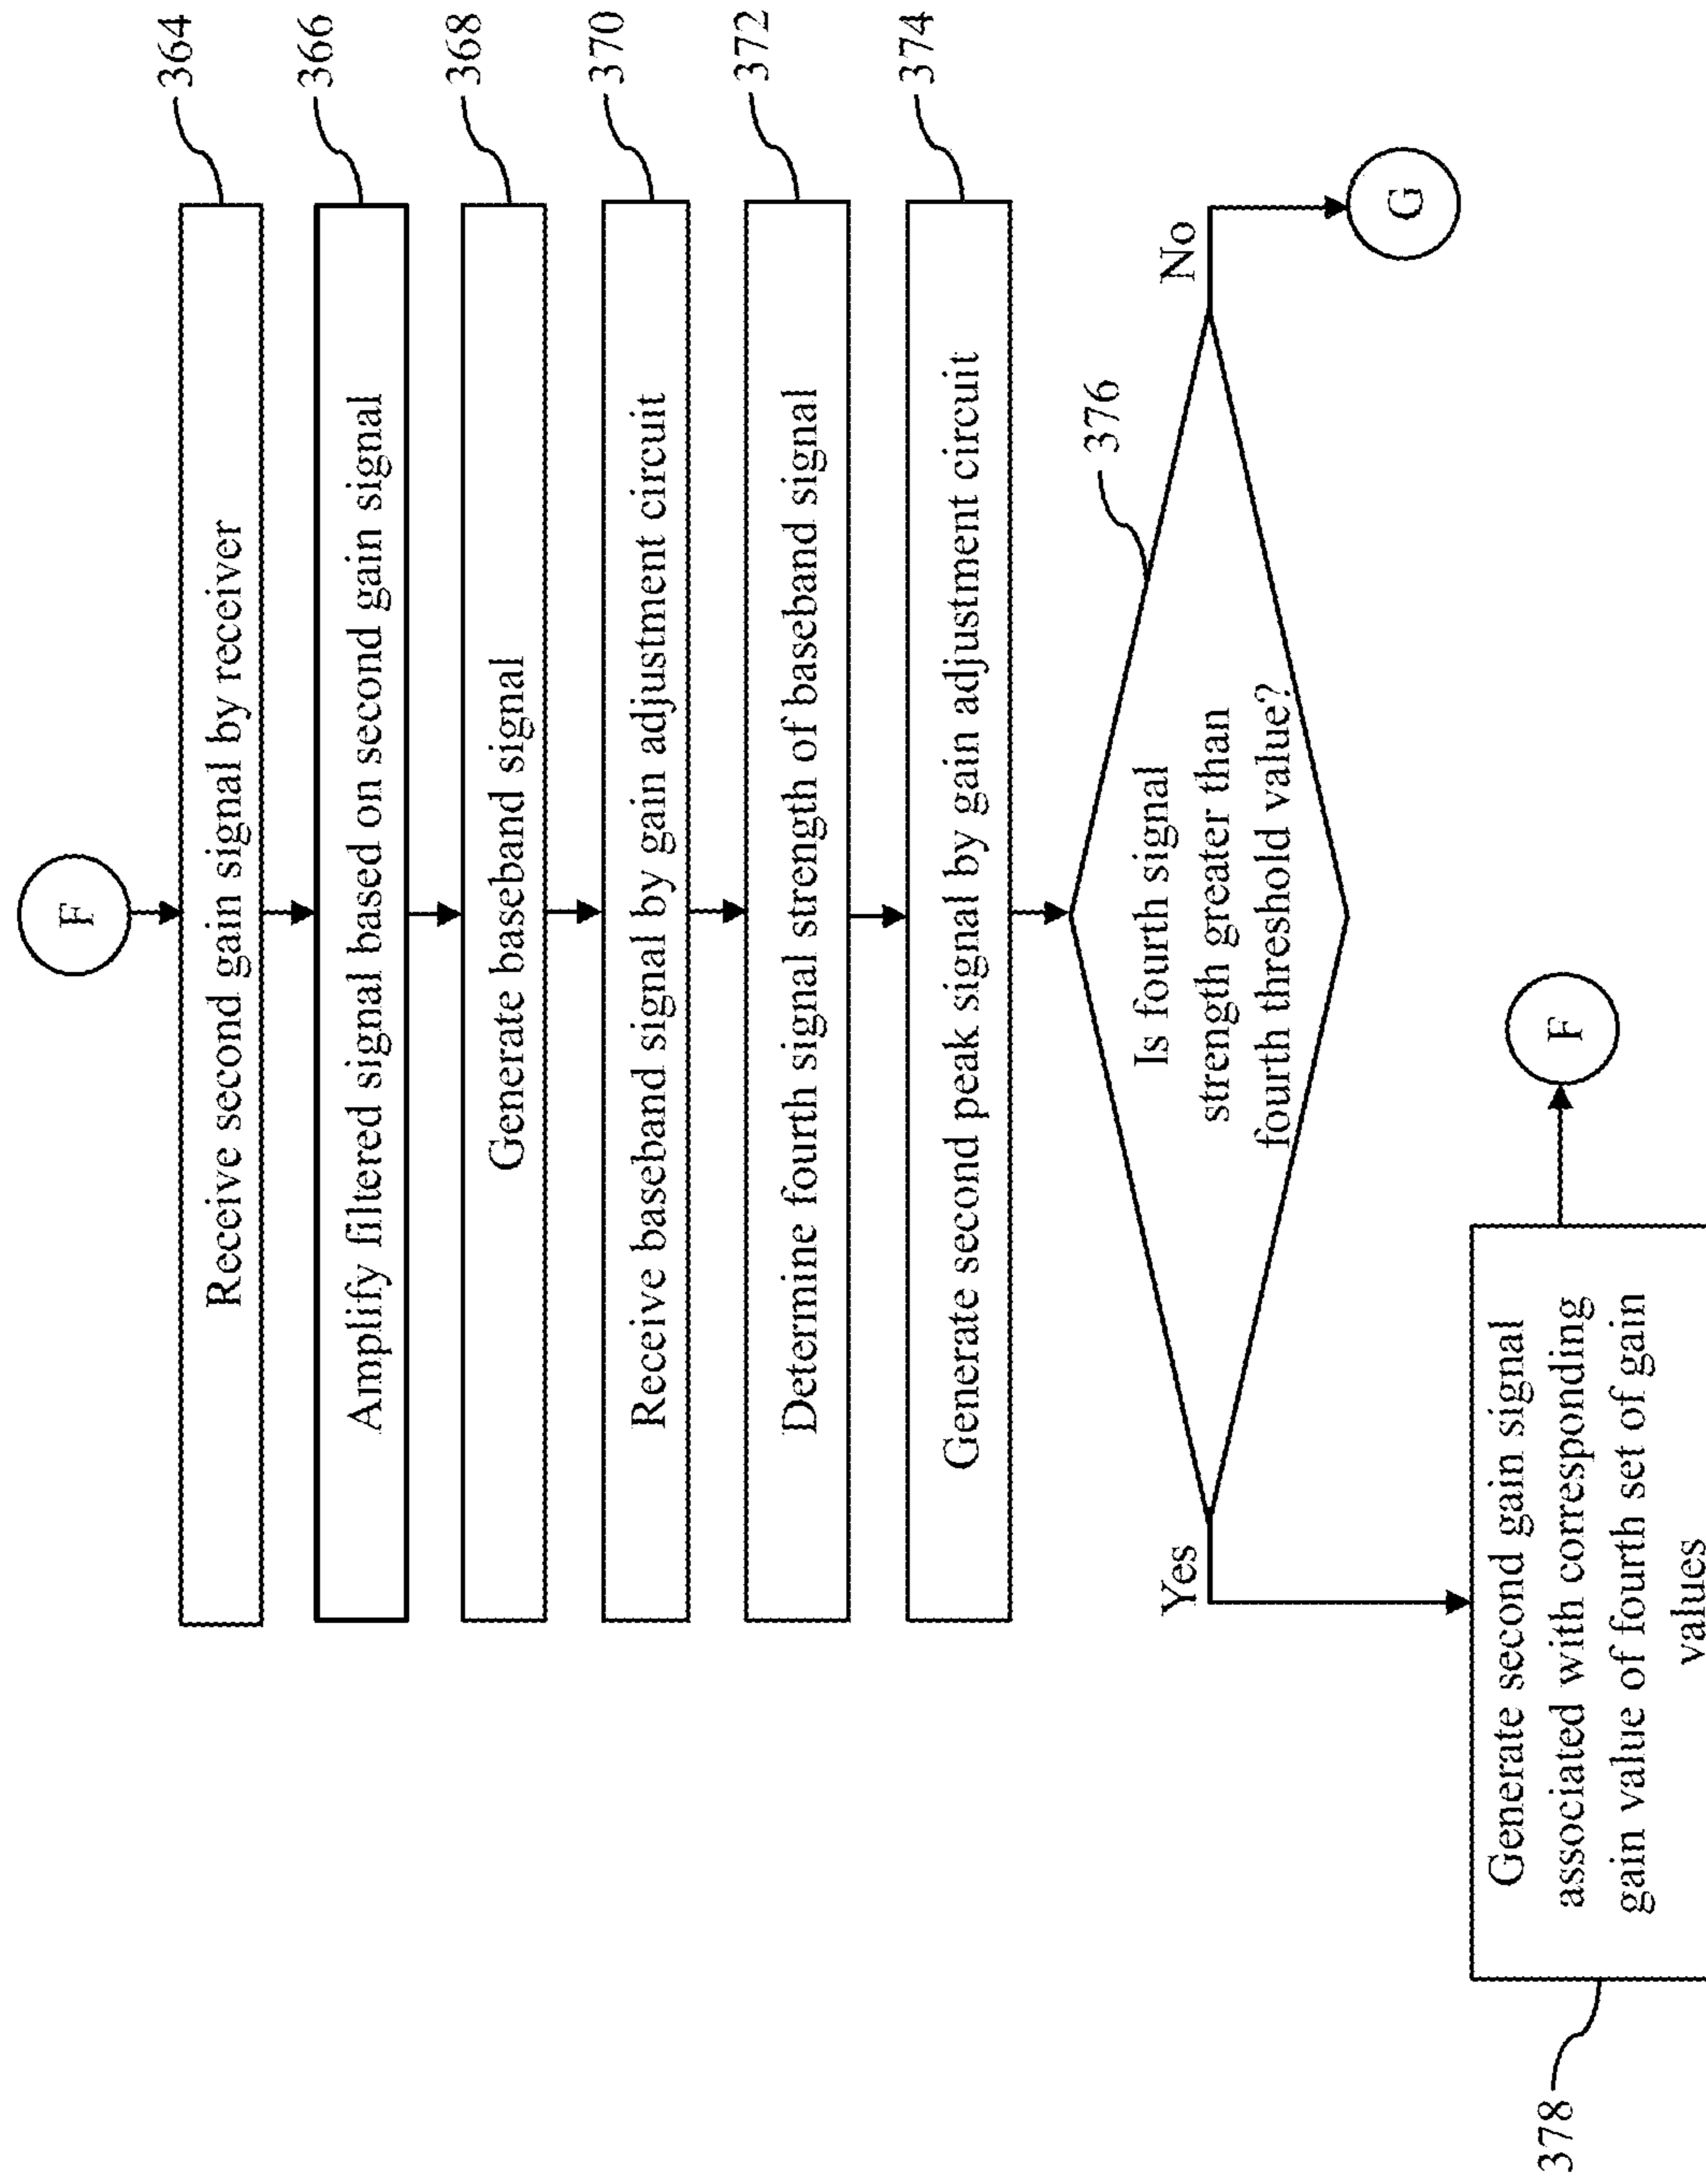 F
364
Receive second gain signal by receiver
366
Amplify filtered signal based on second gain signal
368
Generate baseband signal
370
Receive baseband signal by gain adjustment circuit
372
Determine fourth signal strength of baseband signal
374
Generate second peak signal by gain adjustment circuit
376
Is fourth signal
strength greater than
fourth threshold value?
Yes
No
G
378
Generate second gain signal
associated with corresponding
gain value of fourth set of gain
values
F